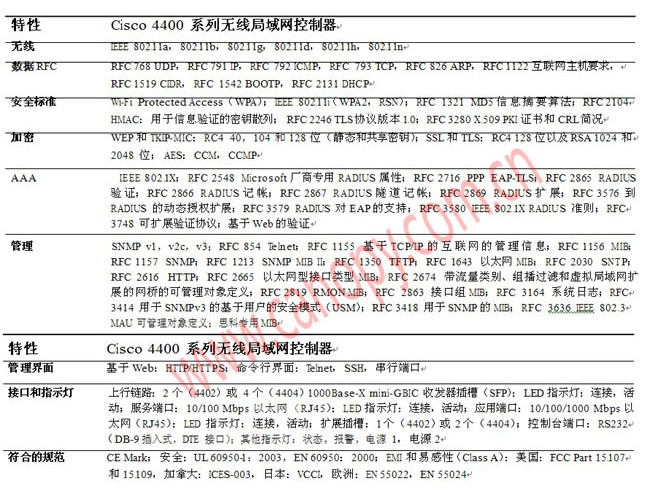 特性 Cisco 4400 系列无线局域网控制器
无线 IEEE 80211a, 80211b, 80211g, 80211d, 80211h, 80211n
数据RFC RFC 768 UDP, RFC 791 IP, RFC 792 ICMP, RFC 793 TCP, RFC 826 ARP, RFC 1122 互联网主机要求,
RFC 1519 CIDR, RFC 1542 BOOTP, RFC 2131 DHCP
安全标准 Wi-Fi Protected Access (WPA); IEEE 80211i (WPA2, RSN); RFC 1321 MD5 信息摘要算法; RFC 2104
HMAC: 用于信息验证的密钥散列; RFC 2246 TLS协议版本1.0; RFC 3280 X.509 PKI 证书和 CRL 简况
加密 WEP 和 TKIP-MIC: RC4 40, 104 和 128 位 (静态和共享密钥); SSL 和 TLS: RC4 128 位以及 RSA 1024 和
2048 位; AES: CCM, CCMP
AAA IEEE 802.1X; RFC 2548 Microsoft 厂商专用 RADIUS 属性; RFC 2716 PPP EAP-TLS; RFC 2865 RADIUS
验证; RFC 2866 RADIUS 记帐; RFC 2867 RADIUS 隧道记帐; RFC 2869 RADIUS 扩展; RFC 3576 到
RADIUS 的动态授权扩展; RFC 3579 RADIUS 对 EAP的支持; RFC 3580 IEEE 802.1X RADIUS 准则; RFC
3748 可扩展验证协议; 基于 Web 的验证
管理 SNMP v1, v2c, v3; RFC 854 Telnet; RFC 1155 基于TCP/IP 的互联网的管理信息; RFC 1156 MIB;
RFC 1157 SNMP; RFC 1213 SNMP MIB II; RFC 1350 TFTP; RFC 1643 以太网 MIB; RFC 2030 SNTP;
RFC 2616 HTTP; RFC 2665 以太网型接口类型 MIB; RFC 2674 带流量类别、组播过滤和虚拟局域网扩
展的网桥的可管理对象定义; RFC 2819 RMON MIB; RFC 2863 接口组 MIB; RFC 3164 系统日志; RFC
3414 用于 SNMPv3 的基于用户的安全模式 (USM); RFC 3418 用于 SNMP 的 MIB; RFC 3636 IEEE 802.3
MAU 可管理对象定义; 思科专用 MIB
特性 Cisco 4400 系列无线局域网控制器
管理界面 基于 Web: HTTP/HTTPS; 命令行界面: Telnet, SSH, 串行端口
接口和指示灯 上行链路: 2 个 (4402) 或 4 个 (4404) 1000Base-X mini-GBIC 收发器插槽 (SFP); LED 指示灯: 连接, 活
动; 服务端口: 10/100 Mbps 以太网 (RJ45); LED 指示灯: 连接, 活动; 应用端口: 10/100/1000 Mbps 以
太网 (RJ45); LED 指示灯: 连接, 活动; 扩展插槽: 1个 (4402) 或 2个 (4404); 控制台端口: RS232
(DB-9 插入式, DTE 接口); 其他指示灯: 状态, 报警, 电源 1, 电源2
符合的规范 CE Mark; 安全: UL 60950-1: 2003, EN 60950: 2000; EMI 和易感性 (Class A): 美国: FCC Part 15.107
和 15.109, 加拿大: ICES-003, 日本: VCCI, 欧洲: EN 55022, EN 55024
www.canopy.com.cn